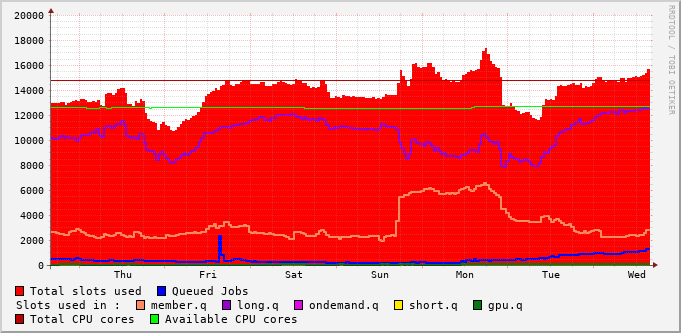 20000
18000
16000
14000
12000
10000
8000
6000
4000
2000
0
Thu Fri Sat Sun Mon Tue Wed
RRDTOOL / TOBI OETIKER
Total slots used Queued Jobs
Slots used in : member.q long.q ondemand.q short.q gpu.q
Total CPU cores Available CPU cores